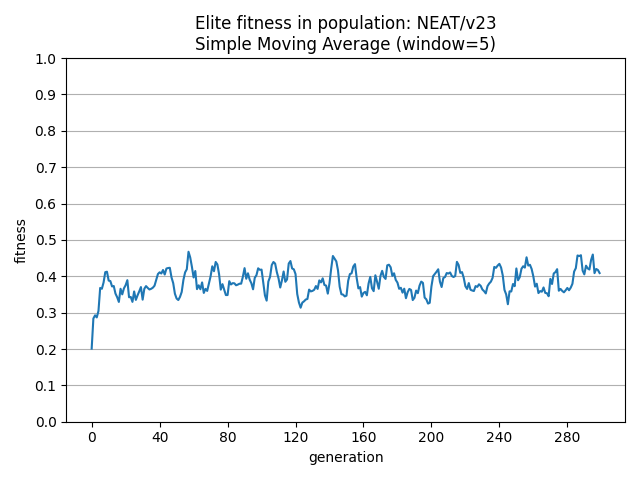 Elite fitness in population: NEAT/v23
Simple Moving Average (window=5)
1.0
0.9
0.8
0.7
0.6
0.5
0.4
0.3
0.2
0.1
0.0
fitness
0 40 80 120 160 200 240 280
generation